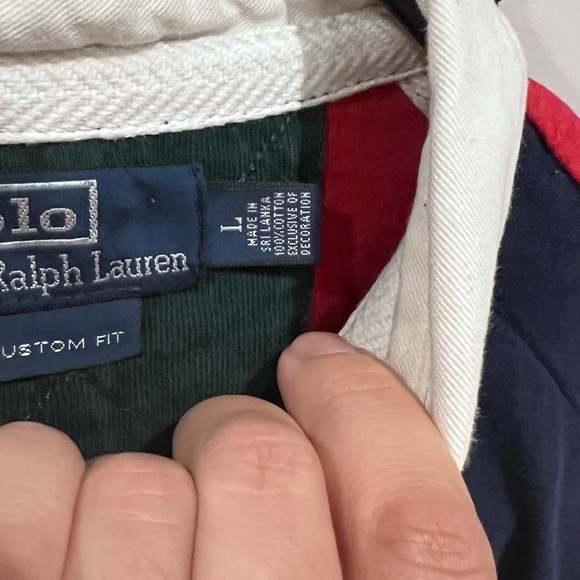 olo
Ralph Lauren
USTOM FIT
L
MADE IN
SRI LANKA
100%COTTON
EXCLUSIVE OF
DECORATION